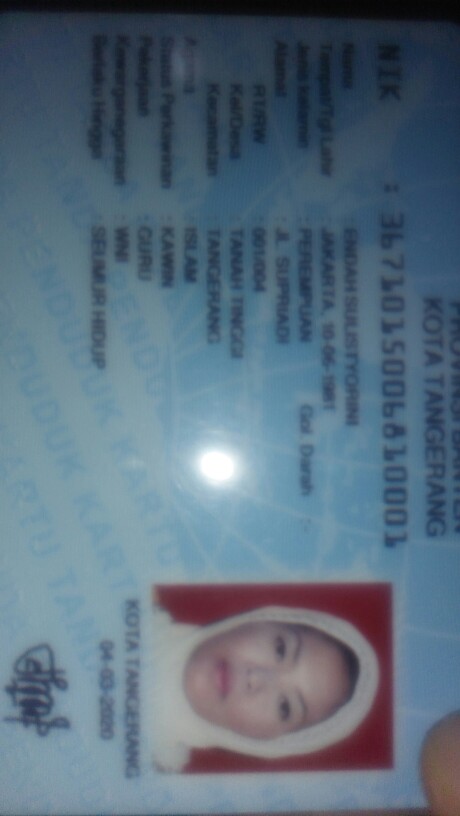 PROVINSI BANTEN
KOTA TANGERANG
NIK : 3671015006810001
Nama : ENDAH SULISTYORINI
Tempat/Tgl Lahir : JAKARTA, 10-06-1981
Jenis kelamin : PEREMPUAN Gol. Darah : -
Alamat : JL. SUPRIADI
RT/RW : 001/004
Kel/Desa : TANAH TINGGI
Kecamatan : TANGERANG
Agama : ISLAM
Status Perkawinan : KAWIN
Pekerjaan : GURU
Kewarganegaraan : WNI
Berlaku Hingga : SEUMUR HIDUP
KOTA TANGERANG
04-03-2020